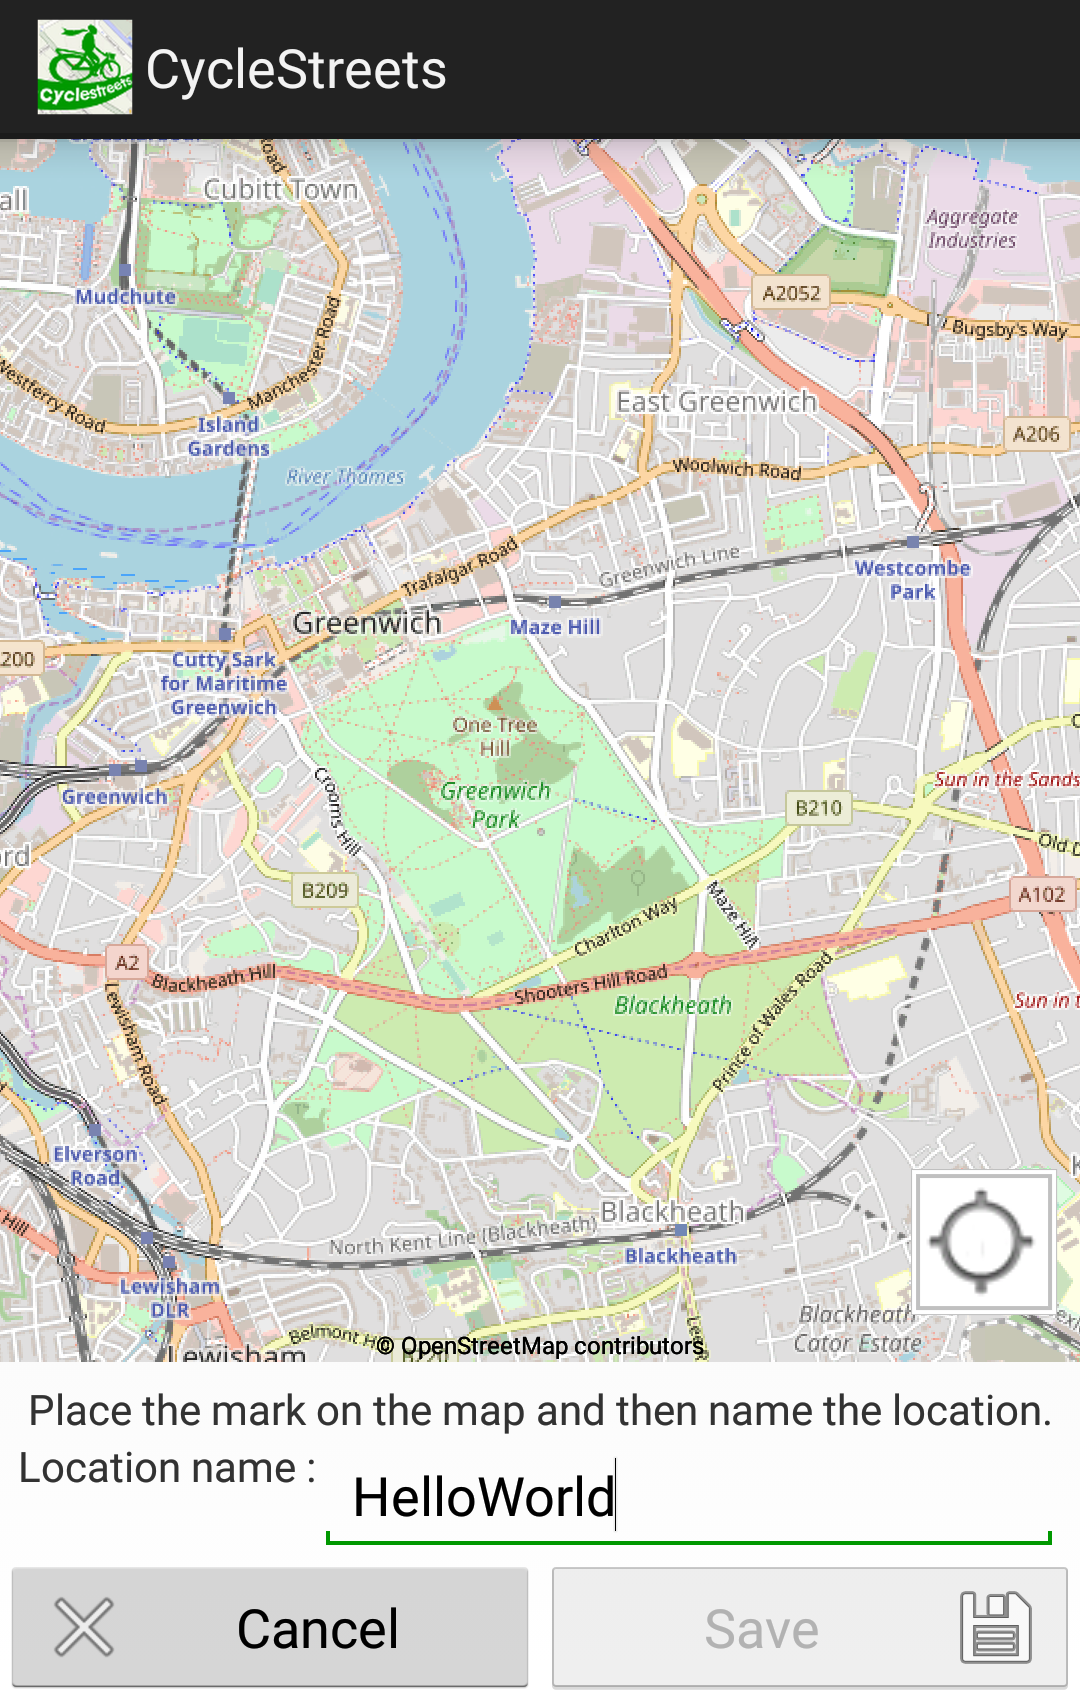 Cyclestreets
CycleStreets
Cubitt Town
all
Road
Aggregate
Industries
Mudchute
A2052
Bugsby's Way
Manchester Road
Westferry Road
Island
Gardens
East Greenwich
A206
River Thames
Woolwich Road
Trafalgar Road
Greenwich Line
Westcombe
Park
Greenwich
Maze Hill
200
Cutty Sark
for Maritime
Greenwich
One Tree
Hill
Greenwich
Crooms Hill
Greenwich
Park
Sun in the Sands
B210
Old D
ord
B209
Maze Hill
A102
Charlton Way
A2
Blackheath Hill
Shooters Hill Road
Blackheath
Sun in t
Lewisham Road
Prince of Wales Road
Elverson
Road
Hill
Blackheath
North Kent Line (Blackheath)
Blackheath
Lewisham
DLR
Blackheath
Cator Estate
Belmont H
© OpenStreetMap contributors
Lewisham
Place the mark on the map and then name the location.
Location name :
HelloWorld
Cancel
Save